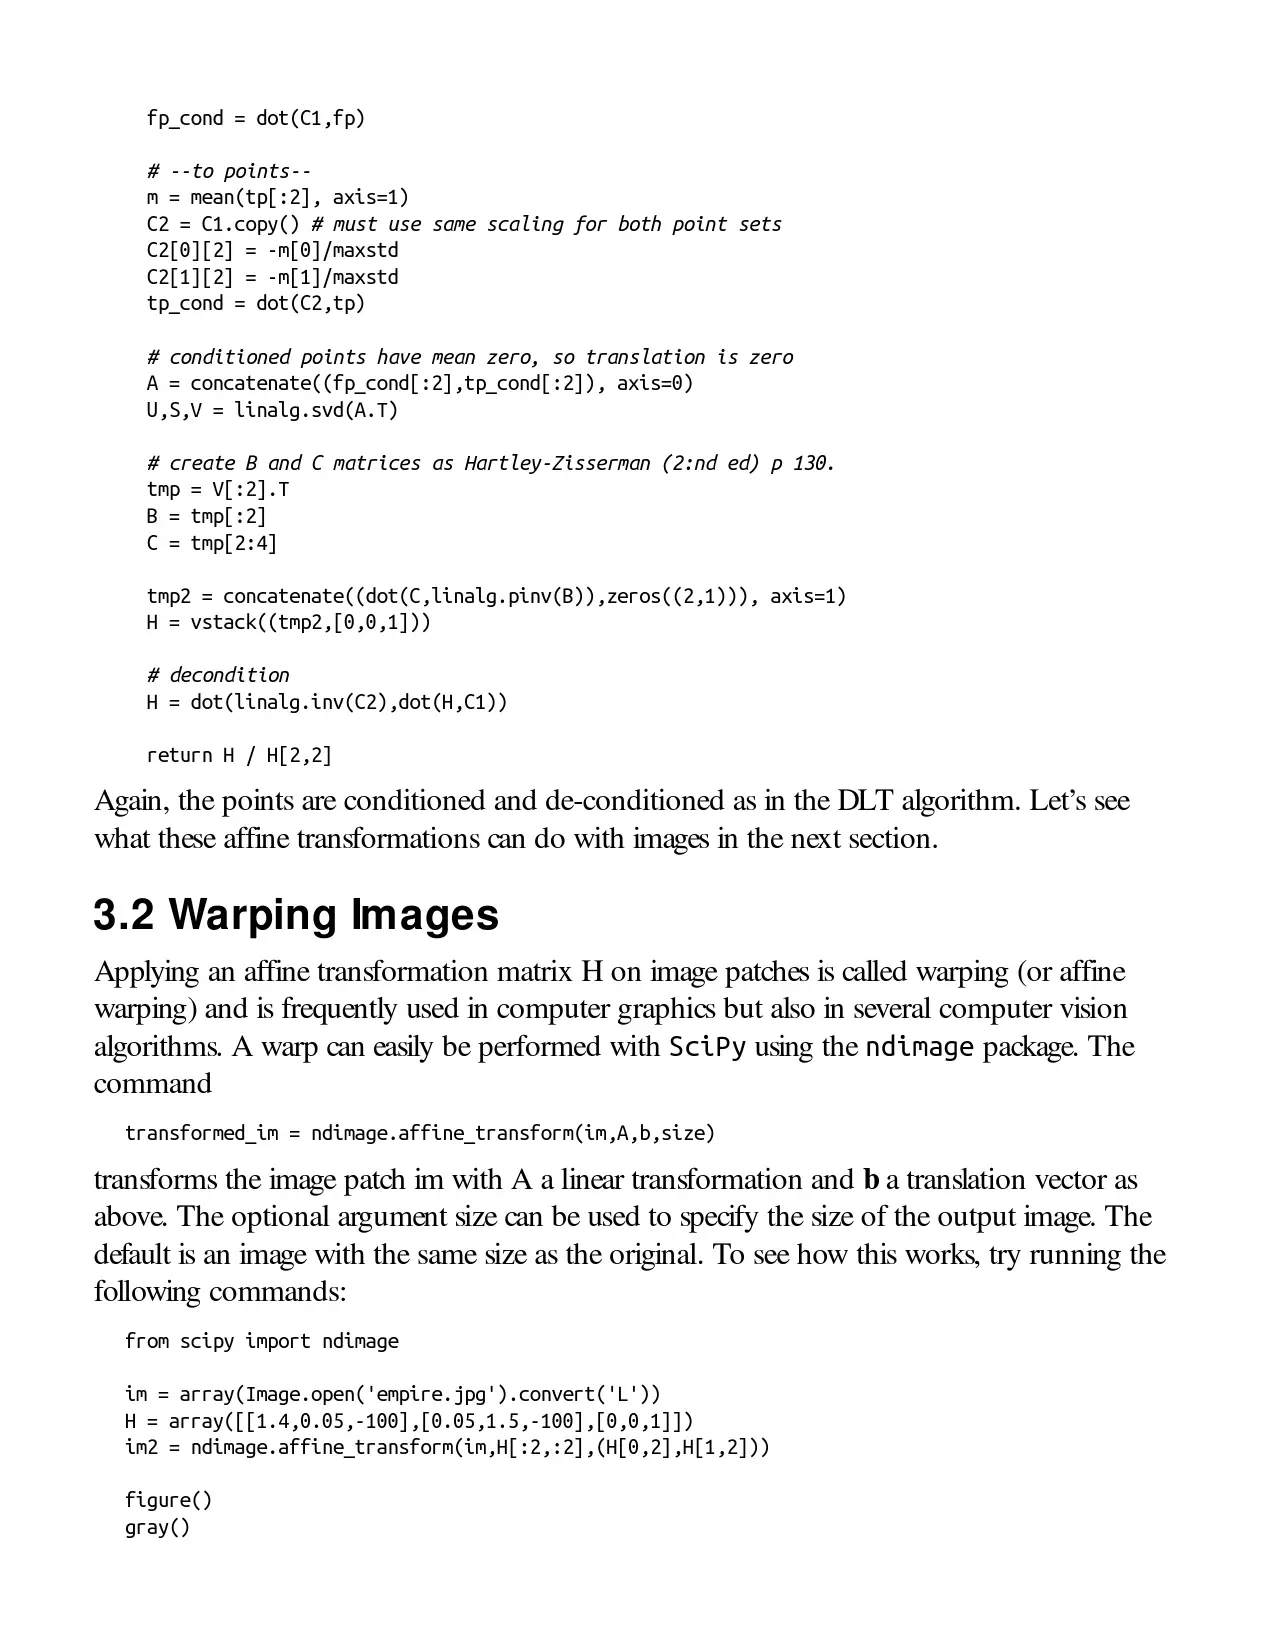 fp_cond = dot(C1,fp)
# --to points--
m = mean(tp[:2], axis=1)
C2 = C1.copy() # must use same scaling for both point sets
C2[0][2] = -m[0]/maxstd
C2[1][2] = -m[1]/maxstd
tp_cond = dot(C2,tp)
# conditioned points have mean zero, so translation is zero
A = concatenate((fp_cond[:2],tp_cond[:2]), axis=0)
U,S,V = linalg.svd(A.T)
# create B and C matrices as Hartley-Zisserman (2:nd ed) p 130.
tmp = V[:2].T
B = tmp[:2]
C = tmp[2:4]
tmp2 = concatenate((dot(C,linalg.pinv(B)),zeros((2,1))), axis=1)
H = vstack((tmp2,[0,0,1]))
# decondition
H = dot(linalg.inv(C2),dot(H,C1))
return H / H[2,2]
Again, the points are conditioned and de-conditioned as in the DLT algorithm. Let’s see
what these affine transformations can do with images in the next section.
3.2 Warping Images
Applying an affine transformation matrix H on image patches is called warping (or affine
warping) and is frequently used in computer graphics but also in several computer vision
algorithms. A warp can easily be performed with SciPy using the ndimage package. The
command
transformed_im = ndimage.affine_transform(im,A,b,size)
transforms the image patch im with A a linear transformation and b a translation vector as
above. The optional argument size can be used to specify the size of the output image. The
default is an image with the same size as the original. To see how this works, try running the
following commands:
from scipy import ndimage
im = array(Image.open('empire.jpg').convert('L'))
H = array([[1.4,0.05,-100],[0.05,1.5,-100],[0,0,1]])
im2 = ndimage.affine_transform(im,H[:2,:2],(H[0,2],H[1,2]))
figure()
gray()